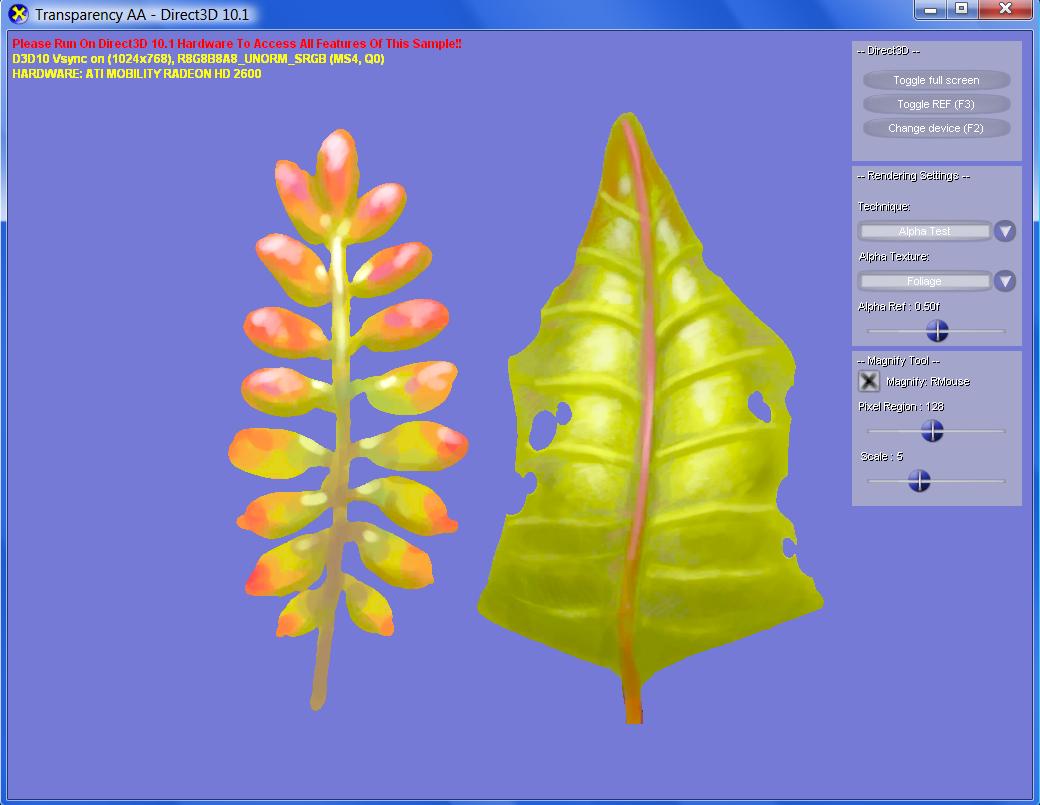 Transparency AA - Direct3D 10.1
Please Run On Direct3D 10.1 Hardware To Access All Features Of This Sample!!
D3D10 Vsync on (1024x768), R8G8B8A8_UNORM_SRGB (MS4, Q0)
HARDWARE: ATI MOBILITY RADEON HD 2600
-- Direct3D --
Toggle full screen
Toggle REF (F3)
Change device (F2)
-- Rendering Settings --
Technique:
Alpha Test
Alpha Texture:
Foliage
Alpha Ref : 0.50f
-- Magnify Tool --
Magnify: RMouse
Pixel Region : 128
Scale : 5